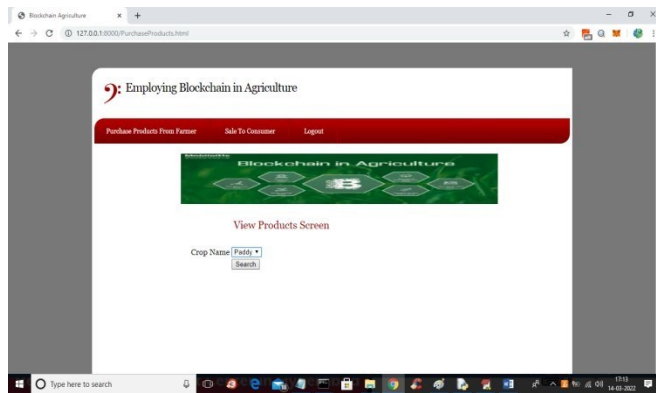 Blockchain Agriculture
127.0.0.1:8000/PurchaseProducts.html
Employing Blockchain in Agriculture
Purchase Products From Farmer Sale To Consumer Logout
Blockchain in Agriculture
View Products Screen
Crop Name Paddy
Search
Type here to search
17:13
14-03-2022